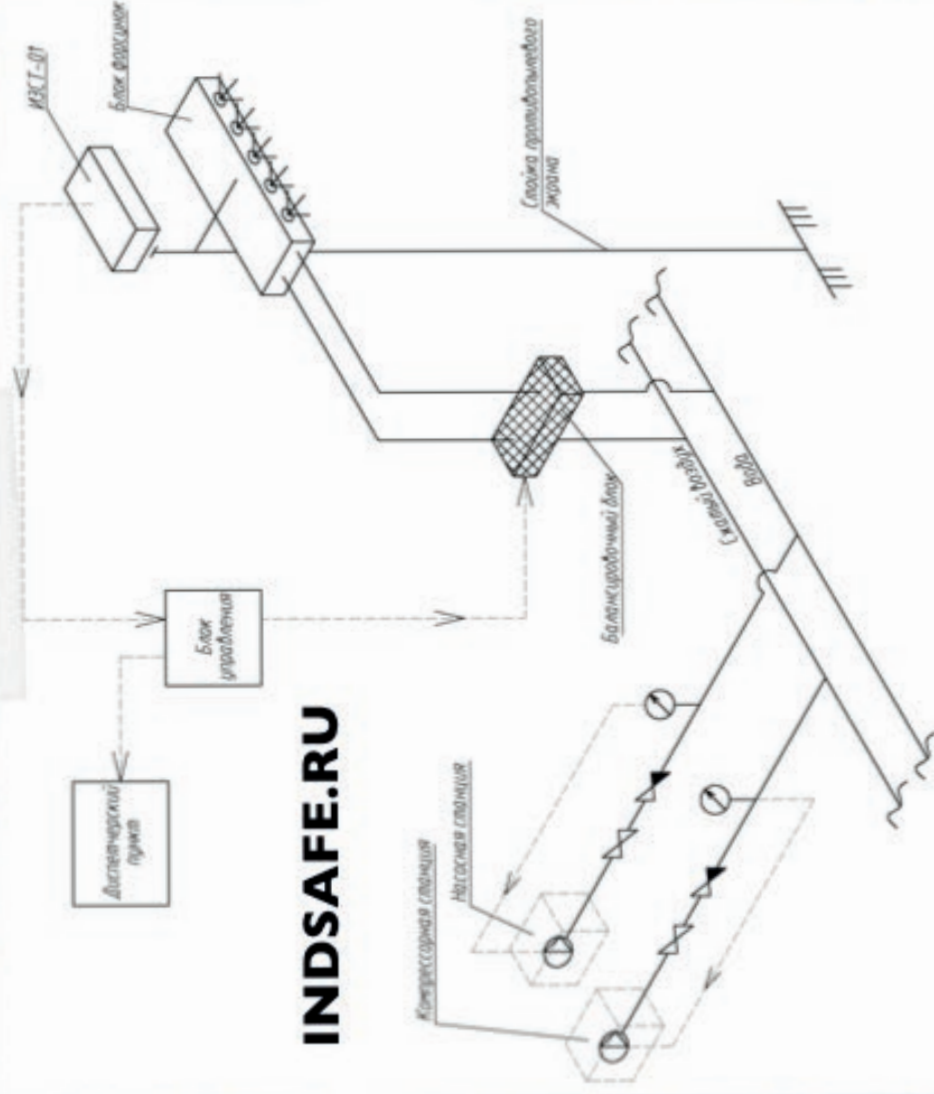 ИЗСТ-01
Блок форсунок
Стойка противопылевого
экрана
Диспетчерский
пункт
Блок
управления
Балансировочный блок
Сжатый воздух
Вода
Насосная станция
Компрессорная станция
INDSAFE.RU